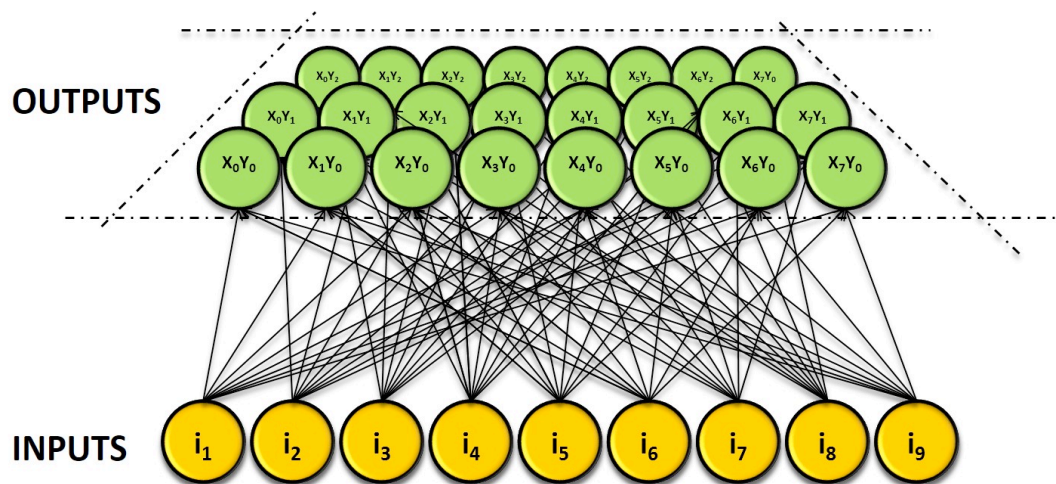 X₀Y₂ X₁Y₂ X₂Y₂ X₃Y₂ X₄Y₂ X₅Y₂ X₆Y₂ X₇Y₀
OUTPUTS
X₀Y₁ X₁Y₁ X₂Y₁ X₃Y₁ X₄Y₁ X₅Y₁ X₆Y₁ X₇Y₁
X₀Y₀ X₁Y₀ X₂Y₀ X₃Y₀ X₄Y₀ X₅Y₀ X₆Y₀ X₇Y₀
INPUTS i₁ i₂ i₃ i₄ i₅ i₆ i₇ i₈ i₉